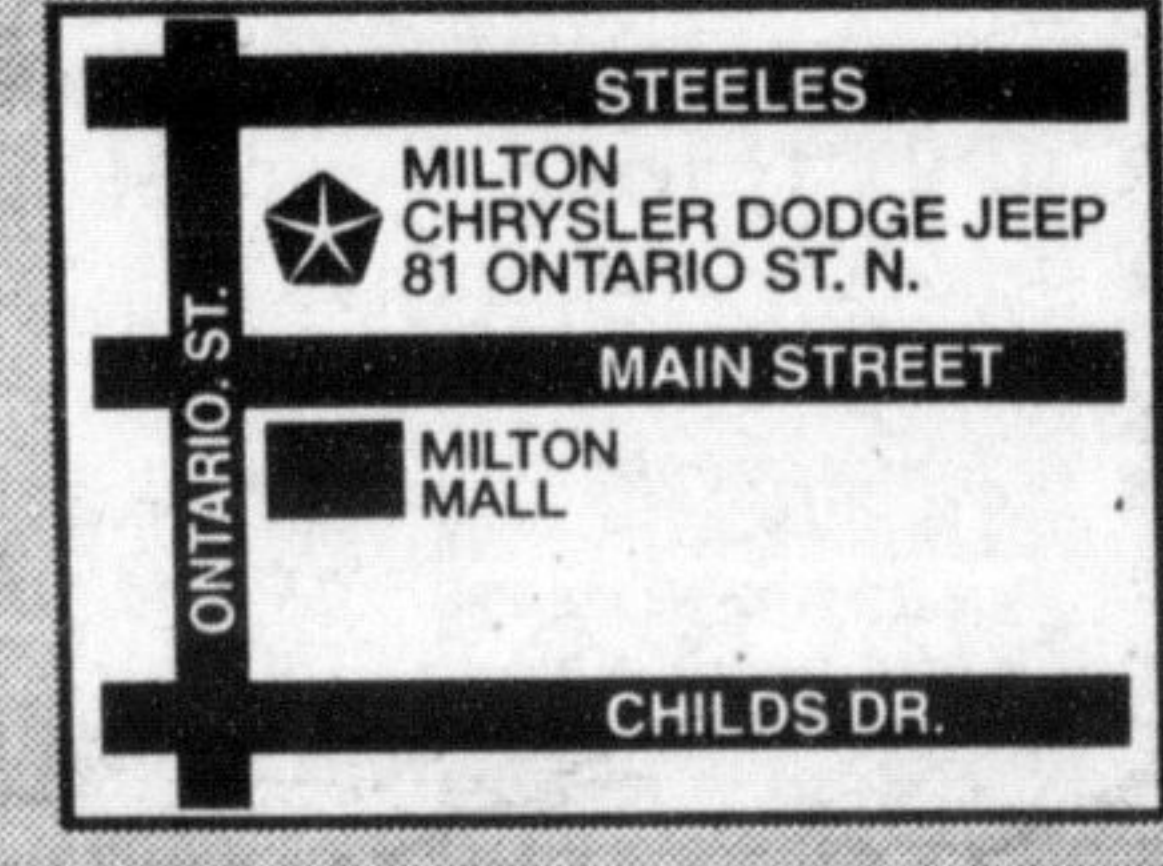 STEELES
MILTON
CHRYSLER DODGE JEEP
81 ONTARIO ST. N.
ONTARIO. ST.
MAIN STREET
MILTON
MALL
CHILDS DR.